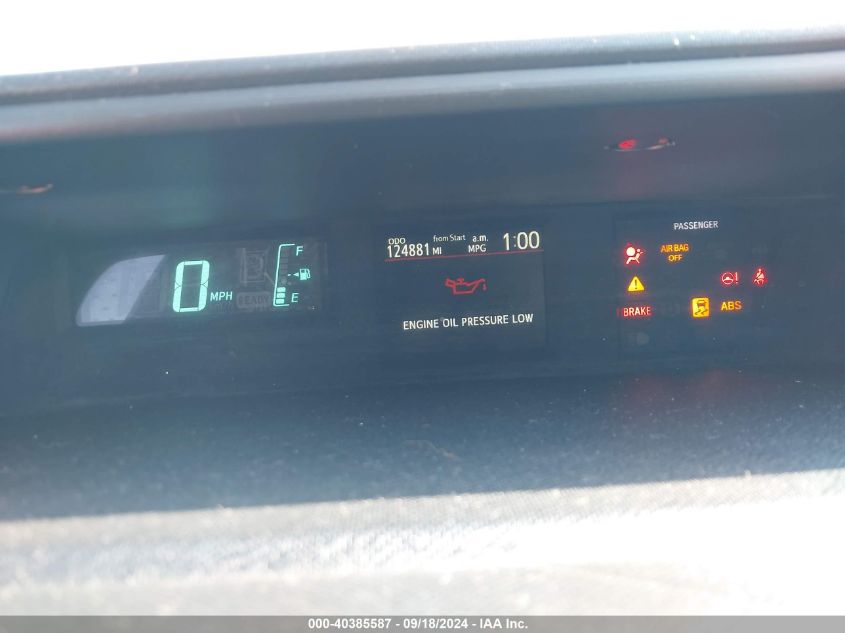 ODO from Start a.m. 1:00
124881 MI MPG
0 MPH
READY
F
E
ENGINE OIL PRESSURE LOW
PASSENGER
AIR BAG
OFF
BRAKE
ABS
000-40385587 - 09/18/2024 - IAA Inc.